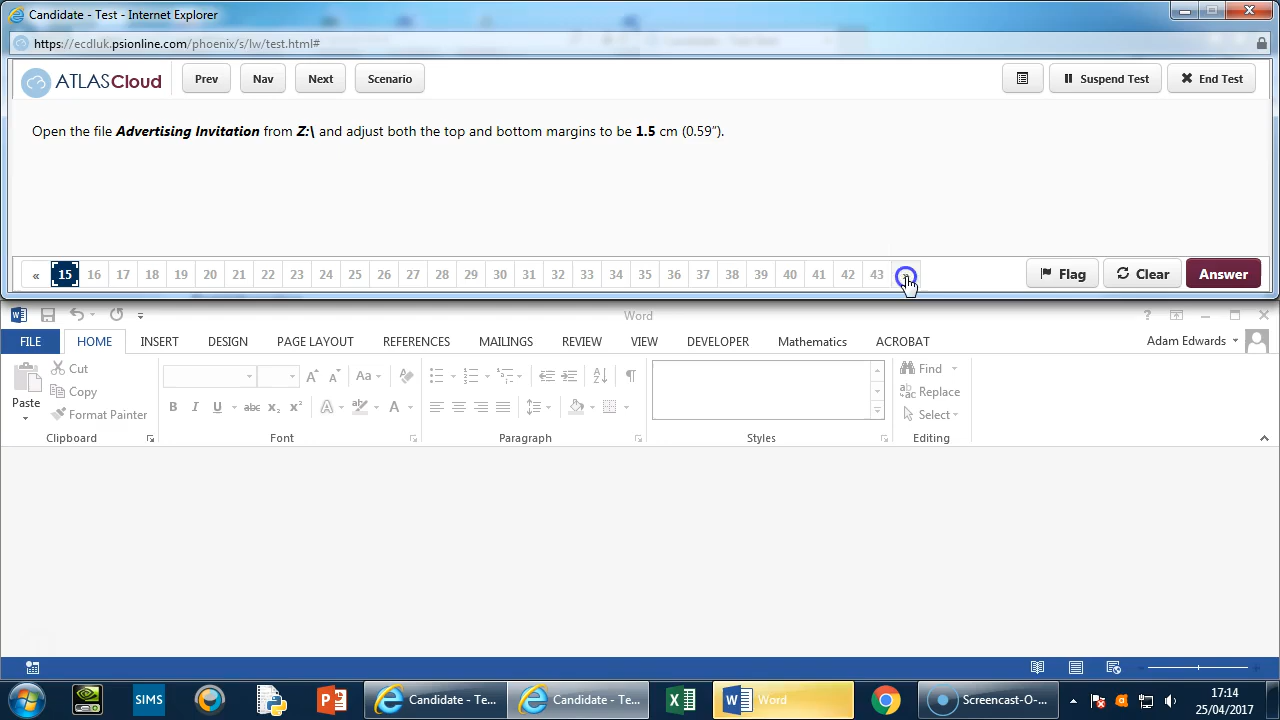 Candidate - Test - Internet Explorer
https://ecdluk.psionline.com/phoenix/s/lw/test.html#
ATLASCloud Prev Nav Next Scenario Suspend Test End Test
Open the file Advertising Invitation from Z:\ and adjust both the top and bottom margins to be 1.5 cm (0.59").
« 15 16 17 18 19 20 21 22 23 24 25 26 27 28 29 30 31 32 33 34 35 36 37 38 39 40 41 42 43 Flag Clear Answer
Word ?
FILE HOME INSERT DESIGN PAGE LAYOUT REFERENCES MAILINGS REVIEW VIEW DEVELOPER Mathematics ACROBAT Adam Edwards
Cut Aa Find
Paste Copy Replace
Format Painter B I U abc x₂ x² A A Select
Clipboard Font Paragraph Styles Editing
SIMS Candidate - Te... Candidate - Te... Word Screencast-O-... 17:14
25/04/2017